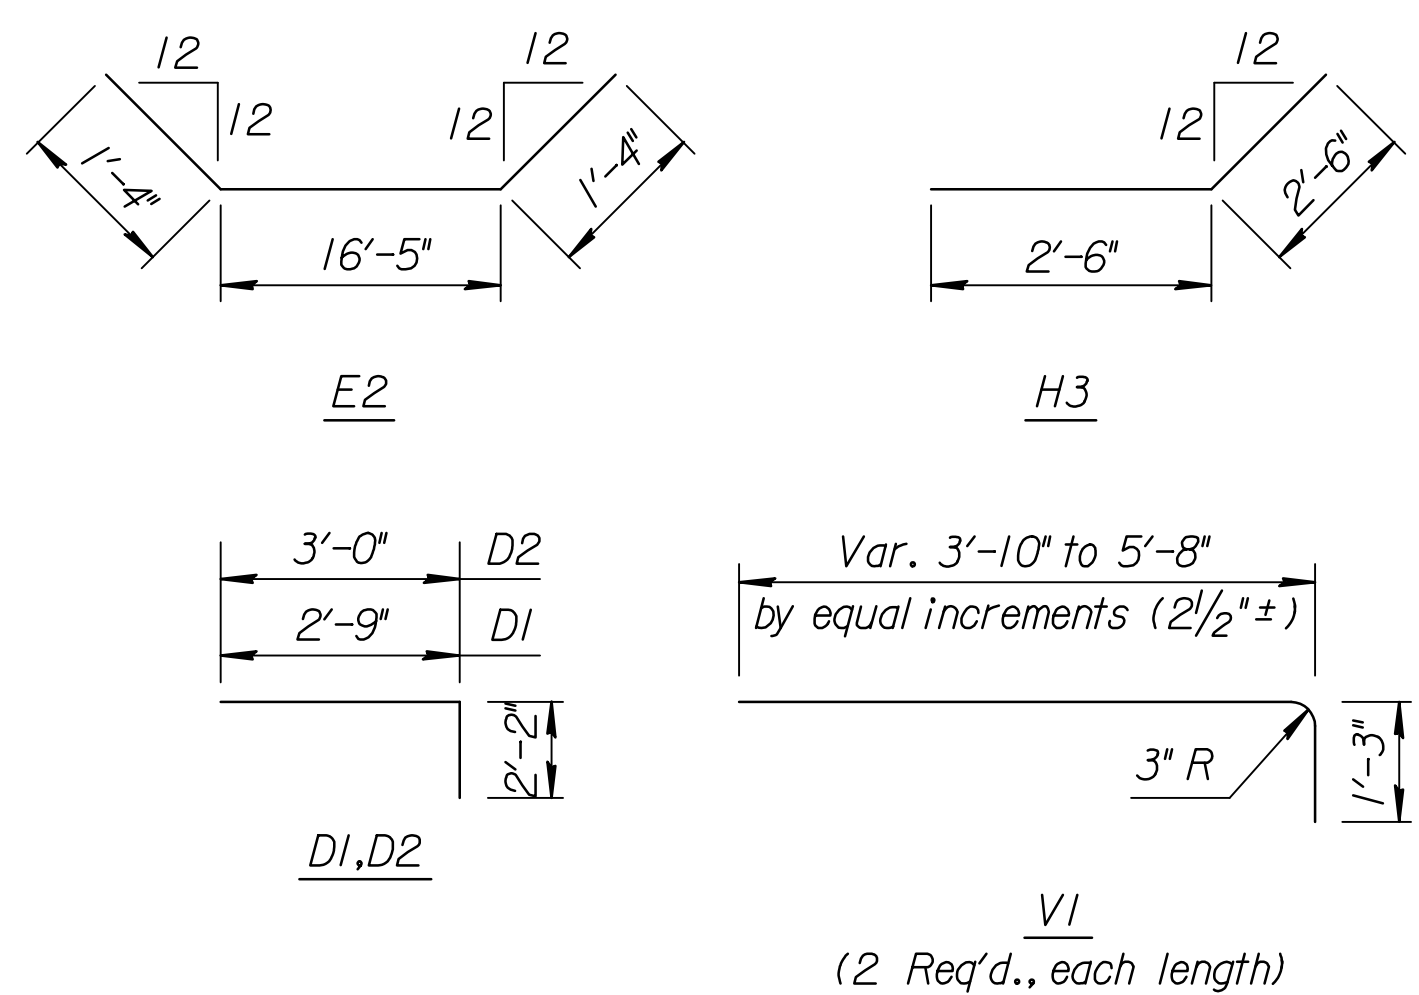 12
12
1'-4"
16'-5"
12
12
1'-4"
E2
12
12
2'-6"
2'-6"
H3
3'-0" D2
2'-9" D1
2'-2"
D1,D2
Var. 3'-10" to 5'-8"
by equal increments (2 1/2"±)
3" R
1'-3"
V1
(2 Req'd., each length)